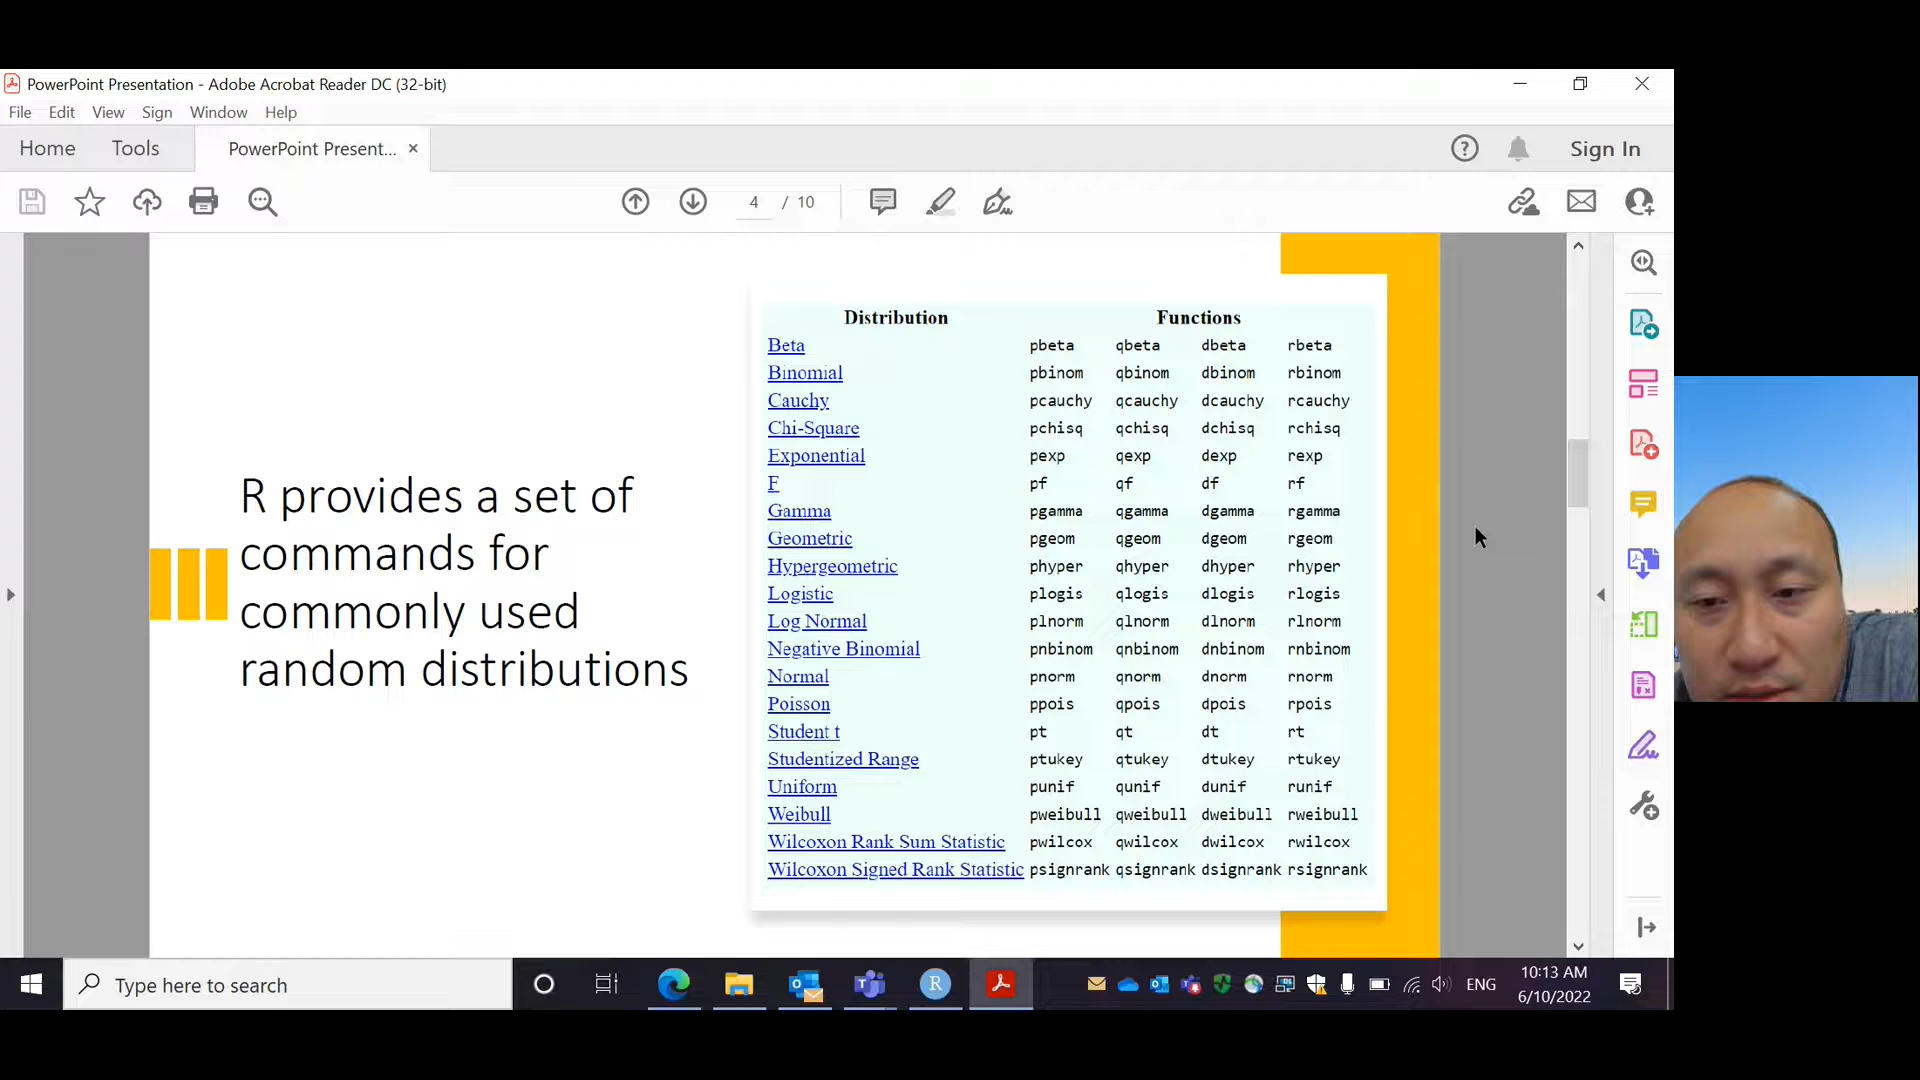 PowerPoint Presentation - Adobe Acrobat Reader DC (32-bit)
File Edit View Sign Window Help
Home Tools PowerPoint Present... × Sign In
4 / 10
R provides a set of
commands for
commonly used
random distributions
Distribution Functions
Beta pbeta qbeta dbeta rbeta
Binomial pbinom qbinom dbinom rbinom
Cauchy pcauchy qcauchy dcauchy rcauchy
Chi-Square pchisq qchisq dchisq rchisq
Exponential pexp qexp dexp rexp
F pf qf df rf
Gamma pgamma qgamma dgamma rgamma
Geometric pgeom qgeom dgeom rgeom
Hypergeometric phyper qhyper dhyper rhyper
Logistic plogis qlogis dlogis rlogis
Log Normal plnorm qlnorm dlnorm rlnorm
Negative Binomial pnbinom qnbinom dnbinom rnbinom
Normal pnorm qnorm dnorm rnorm
Poisson ppois qpois dpois rpois
Student t pt qt dt rt
Studentized Range ptukey qtukey dtukey rtukey
Uniform punif qunif dunif runif
Weibull pweibull qweibull dweibull rweibull
Wilcoxon Rank Sum Statistic pwilcox qwilcox dwilcox rwilcox
Wilcoxon Signed Rank Statistic psignrank qsignrank dsignrank rsignrank
Type here to search
R
ENG
10:13 AM
6/10/2022